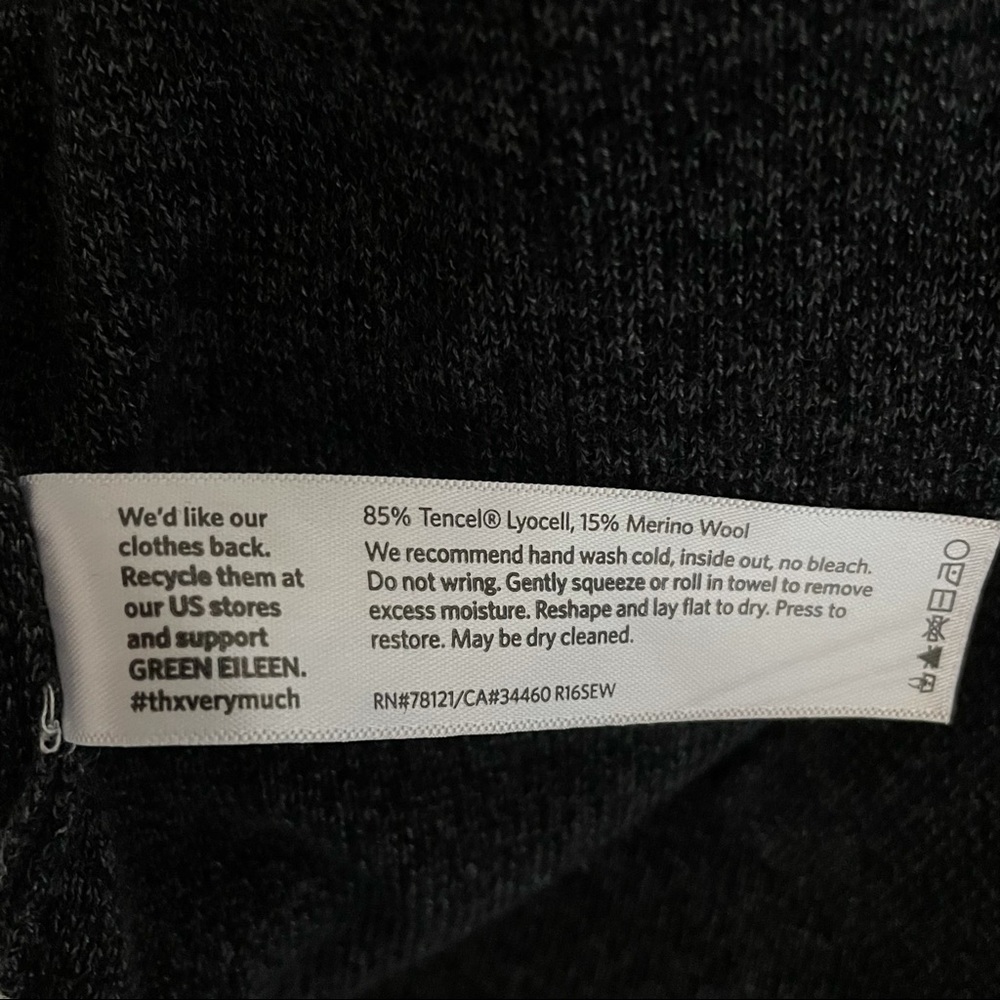 We'd like our
clothes back.
Recycle them at
our US stores
and support
GREEN EILEEN.
#thxverymuch
85% Tencel® Lyocell, 15% Merino Wool
We recommend hand wash cold, inside out, no bleach.
Do not wring. Gently squeeze or roll in towel to remove
excess moisture. Reshape and lay flat to dry. Press to
restore. May be dry cleaned.
RN#78121/CA#34460 R16SEW